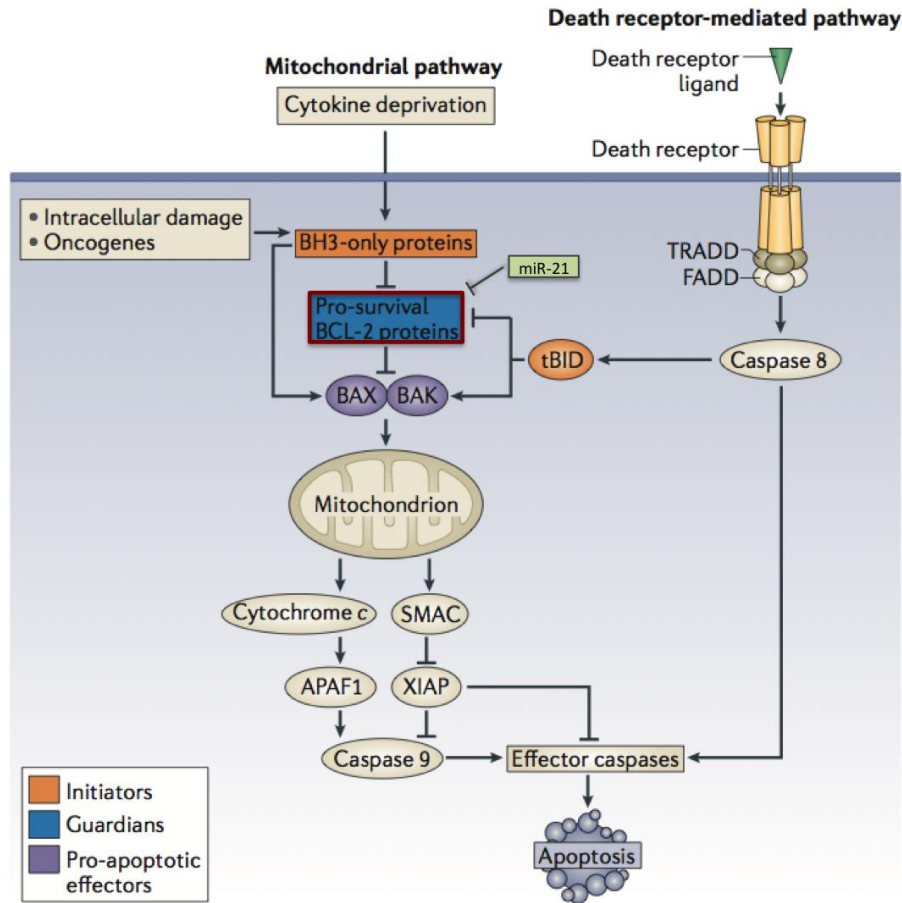 Death receptor-mediated pathway
Death receptor
ligand
Mitochondrial pathway
Cytokine deprivation
Death receptor
• Intracellular damage
• Oncogenes
BH3-only proteins
TRADD
FADD
miR-21
Pro-survival
BCL-2 proteins
tBID
Caspase 8
BAX
BAK
Mitochondrion
Cytochrome c
SMAC
APAF1
XIAP
Caspase 9
Effector caspases
Initiators
Guardians
Pro-apoptotic
effectors
Apoptosis